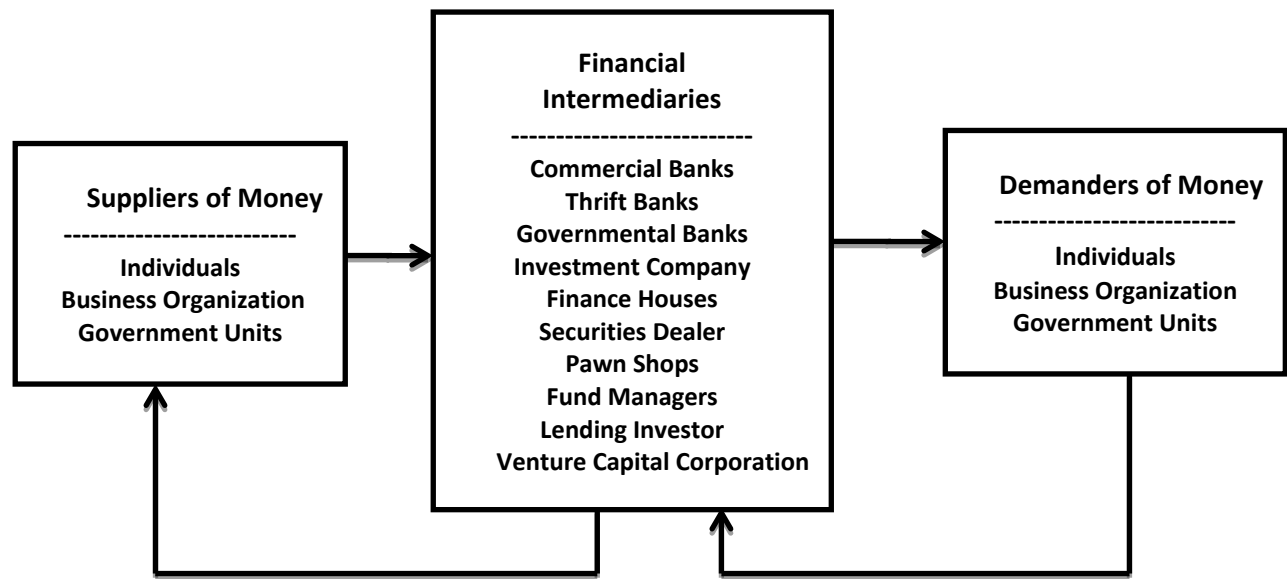 Suppliers of Money
--------------------------
Individuals
Business Organization
Government Units
Financial
Intermediaries
---------------------------
Commercial Banks
Thrift Banks
Governmental Banks
Investment Company
Finance Houses
Securities Dealer
Pawn Shops
Fund Managers
Lending Investor
Venture Capital Corporation
Demanders of Money
---------------------------
Individuals
Business Organization
Government Units